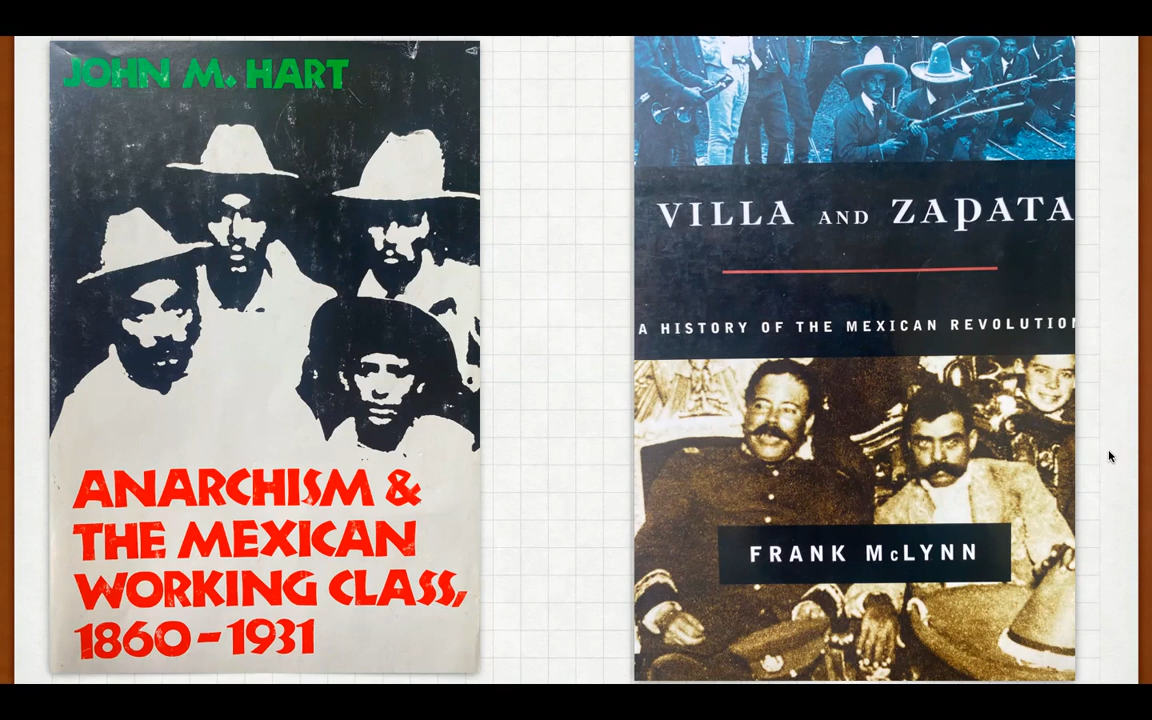 JOHN M. HART
ANARCHISM &
THE MEXICAN
WORKING CLASS,
1860-1931
VILLA AND ZAPATA
A HISTORY OF THE MEXICAN REVOLUTION
FRANK McLYNN